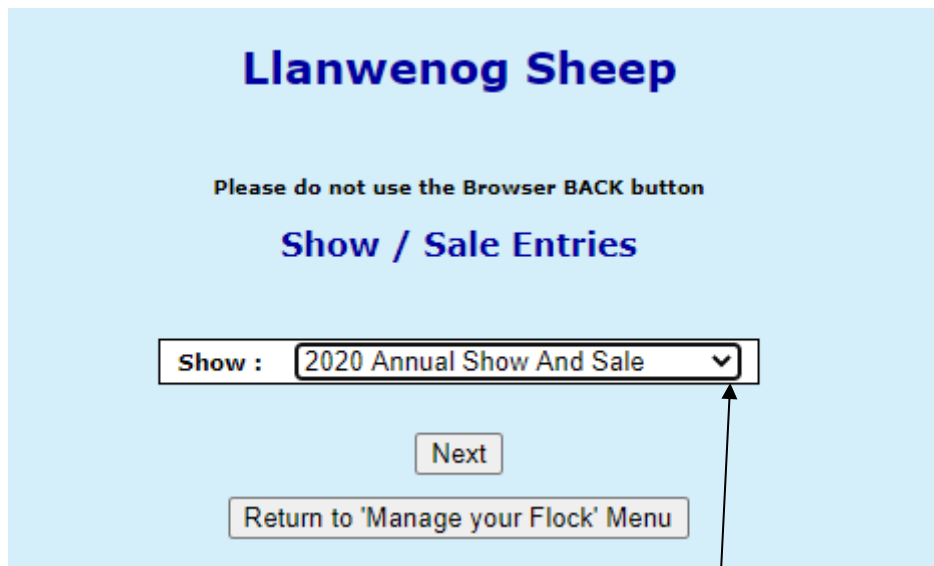 Llanwenog Sheep
Please do not use the Browser BACK button
Show / Sale Entries
Show : 2020 Annual Show And Sale
Next
Return to 'Manage your Flock' Menu